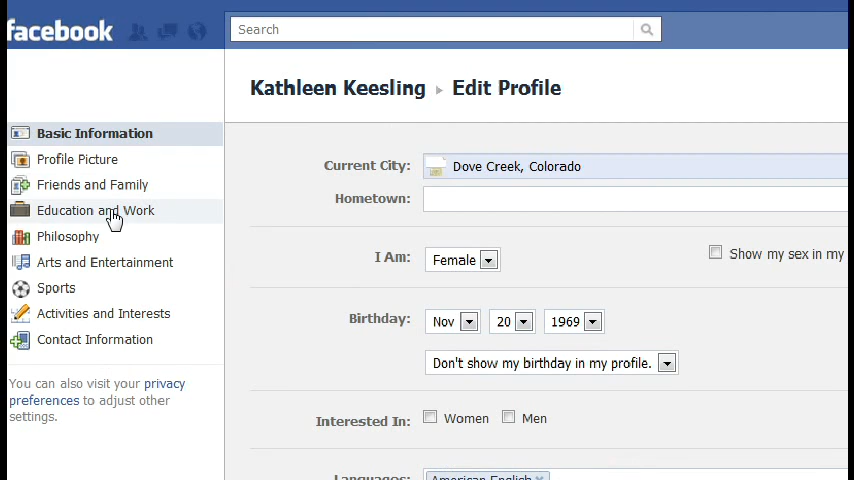 facebook
Search
Kathleen Keesling ▸ Edit Profile
Basic Information
Profile Picture
Friends and Family
Education and Work
Philosophy
Arts and Entertainment
Sports
Activities and Interests
Contact Information
You can also visit your privacy
preferences to adjust other
settings.
Current City: Dove Creek, Colorado
Hometown:
I Am: Female Show my sex in my
Birthday: Nov 20 1969
Don't show my birthday in my profile.
Interested In: Women Men
Languages: American English